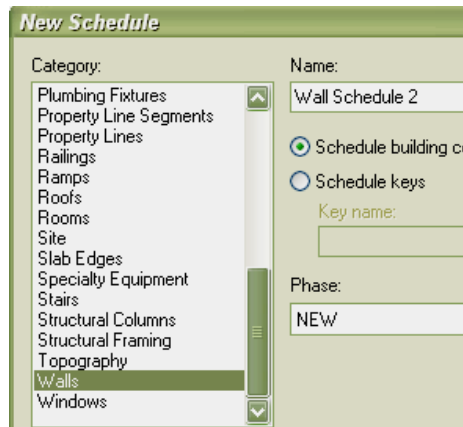 New Schedule
Category:
Plumbing Fixtures
Property Line Segments
Property Lines
Railings
Ramps
Roofs
Rooms
Site
Slab Edges
Specialty Equipment
Stairs
Structural Columns
Structural Framing
Topography
Walls
Windows
Name:
Wall Schedule 2
Schedule building
Schedule keys
Key name:
Phase:
NEW